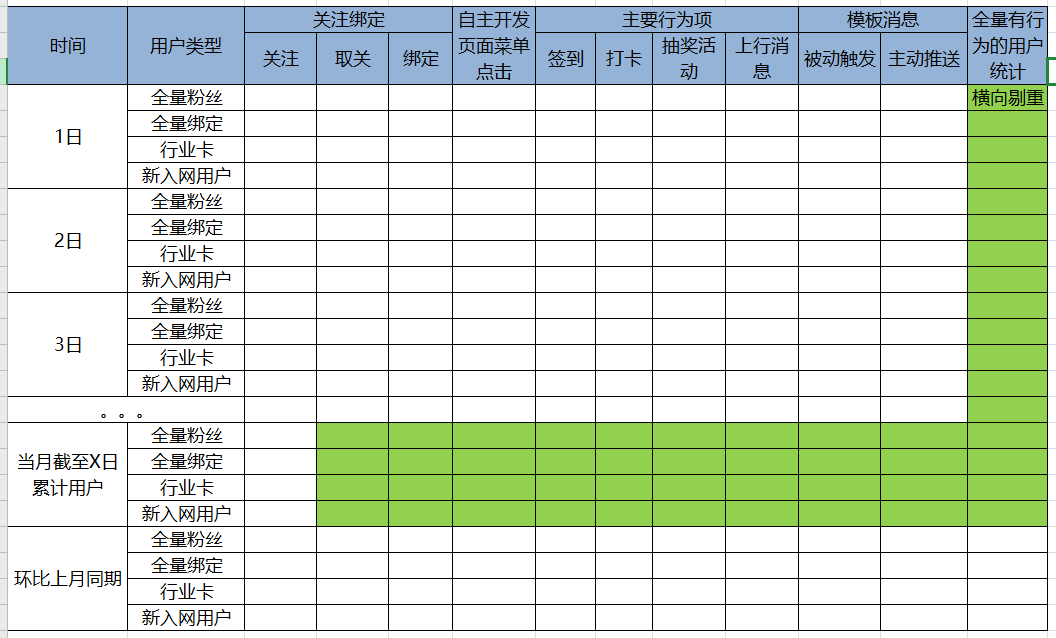 时间
用户类型
关注绑定
关注
取关
绑定
自主开发
页面菜单
点击
主要行为项
签到
打卡
抽奖活
动
上行消
息
模板消息
被动触发
主动推送
全量有行
为的用户
统计
1日
全量粉丝
横向剔重
全量绑定
行业卡
新入网用户
2日
全量粉丝
全量绑定
行业卡
新入网用户
3日
全量粉丝
全量绑定
行业卡
新入网用户
。。。
当月截至X日
累计用户
全量粉丝
全量绑定
行业卡
新入网用户
环比上月同期
全量粉丝
全量绑定
行业卡
新入网用户